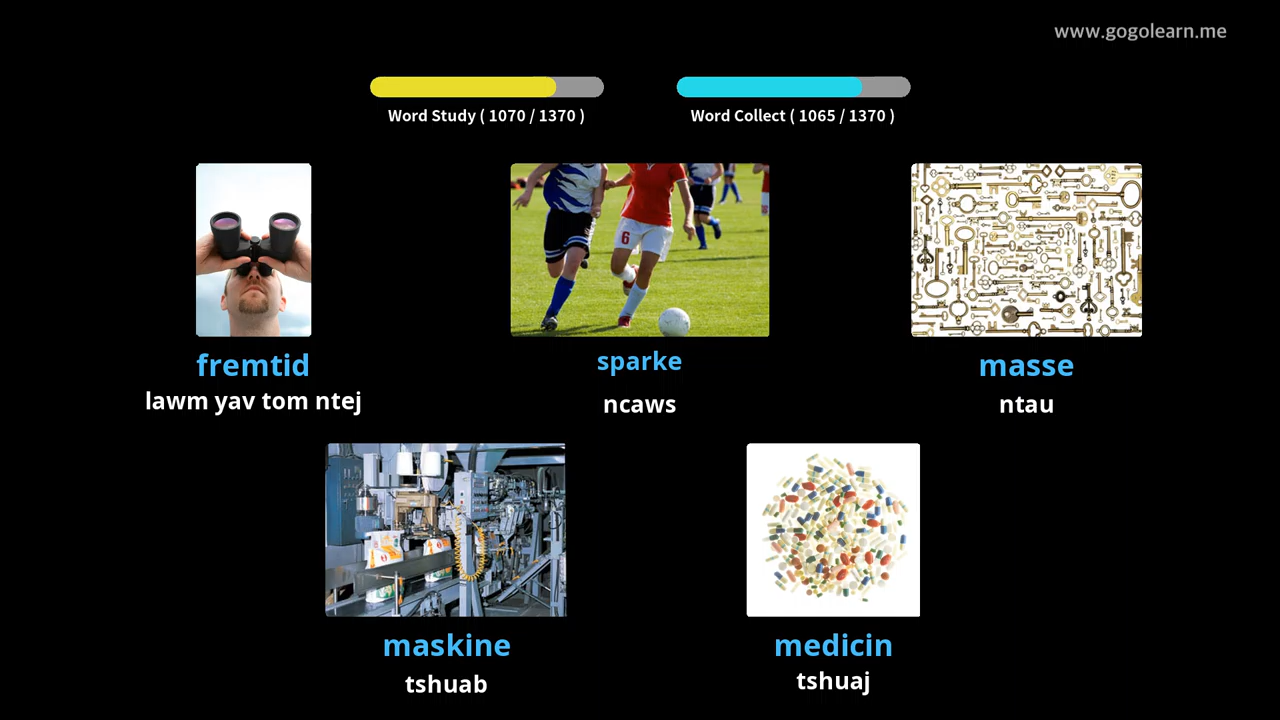 www.gogolearn.me
Word Study ( 1070 / 1370 )
Word Collect ( 1065 / 1370 )
fremtid
lawm yav tom ntej
sparke
ncaws
masse
ntau
maskine
tshuab
medicin
tshuaj
6